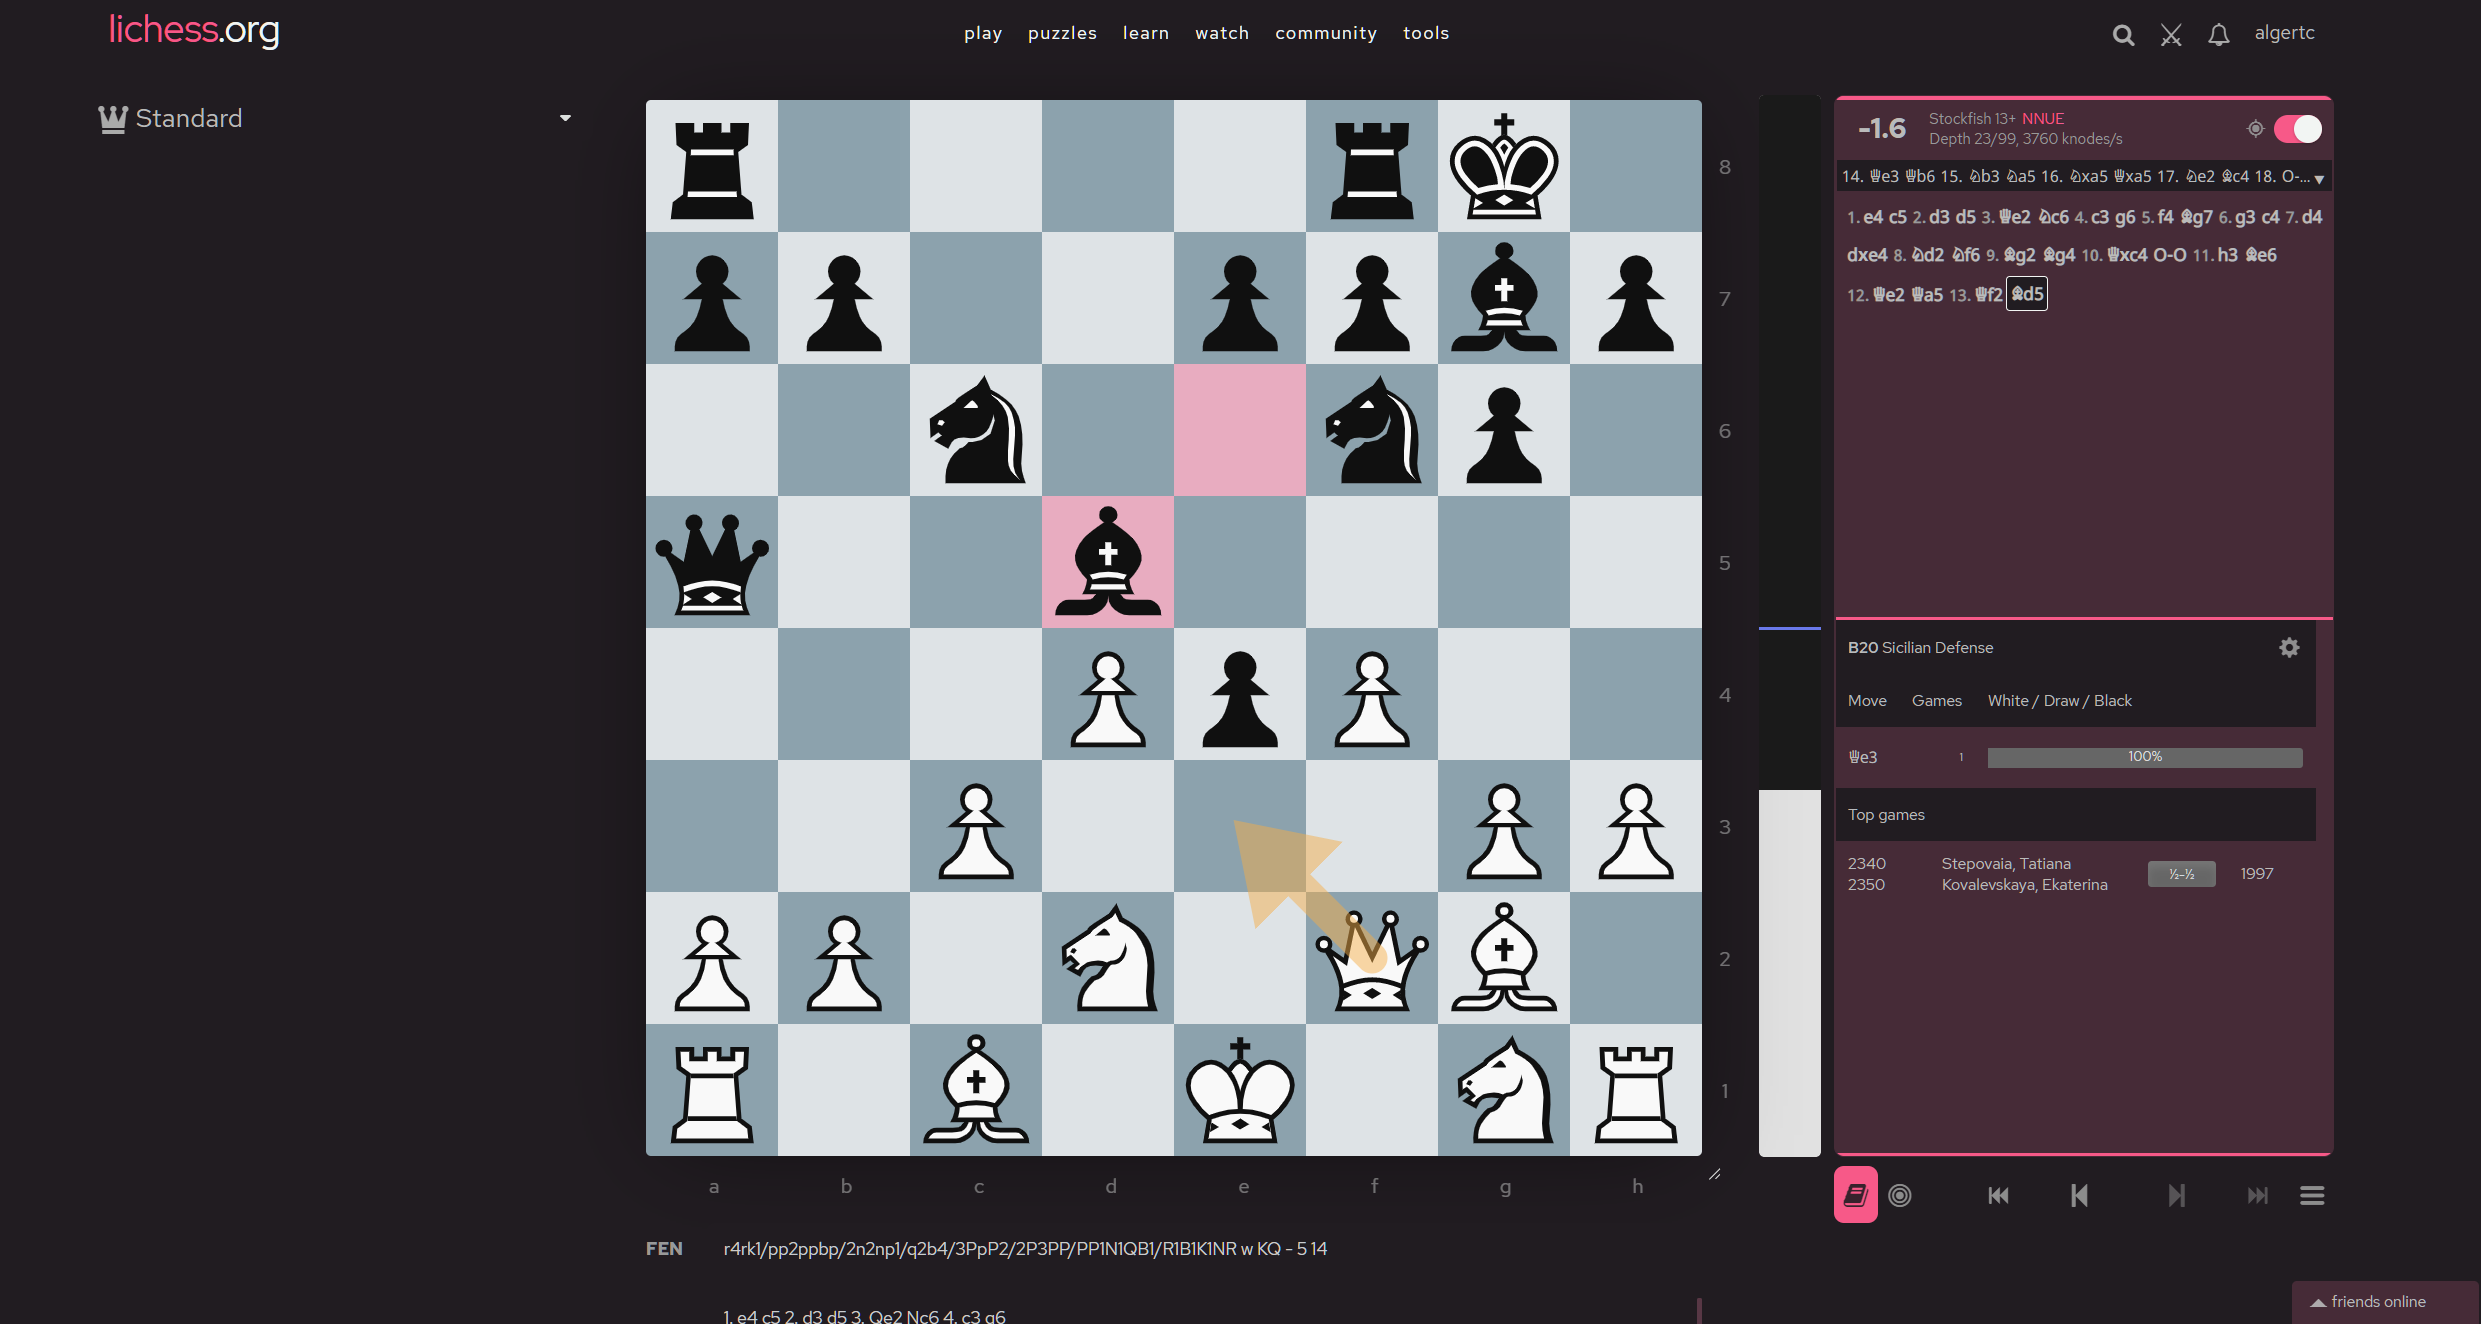 lichess.org
play puzzles learn watch community tools
algertc
Standard
-1.6
Stockfish 13+ NNUE
Depth 23/99, 3760 knodes/s
14. ♕e3 ♕b6 15. ♘b3 ♘a5 16. ♘xa5 ♕xa5 17. ♘e2 ♗c4 18. O-...
1. e4 c5 2. d3 d5 3. ♕e2 ♘c6 4. c3 g6 5. f4 ♗g7 6. g3 c4 7. d4
dxe4 8. ♘d2 ♘f6 9. ♗g2 ♗g4 10. ♕xc4 O-O 11. h3 ♗e6
12. ♕e2 ♕a5 13. ♕f2 ♗d5
8
7
6
5
4
3
2
1
a b c d e f g h
B20 Sicilian Defense
Move Games White / Draw / Black
♕e3 1 100%
Top games
2340 Stepovaia, Tatiana
2350 Kovalevskaya, Ekaterina
½-½ 1997
FEN r4rk1/pp2ppbp/2n2np1/q2b4/3PpP2/2P3PP/PP1N1QB1/R1B1K1NR w KQ - 5 14
1. e4 c5 2. d3 d5 3. Qe2 Nc6 4. c3 g6
friends online